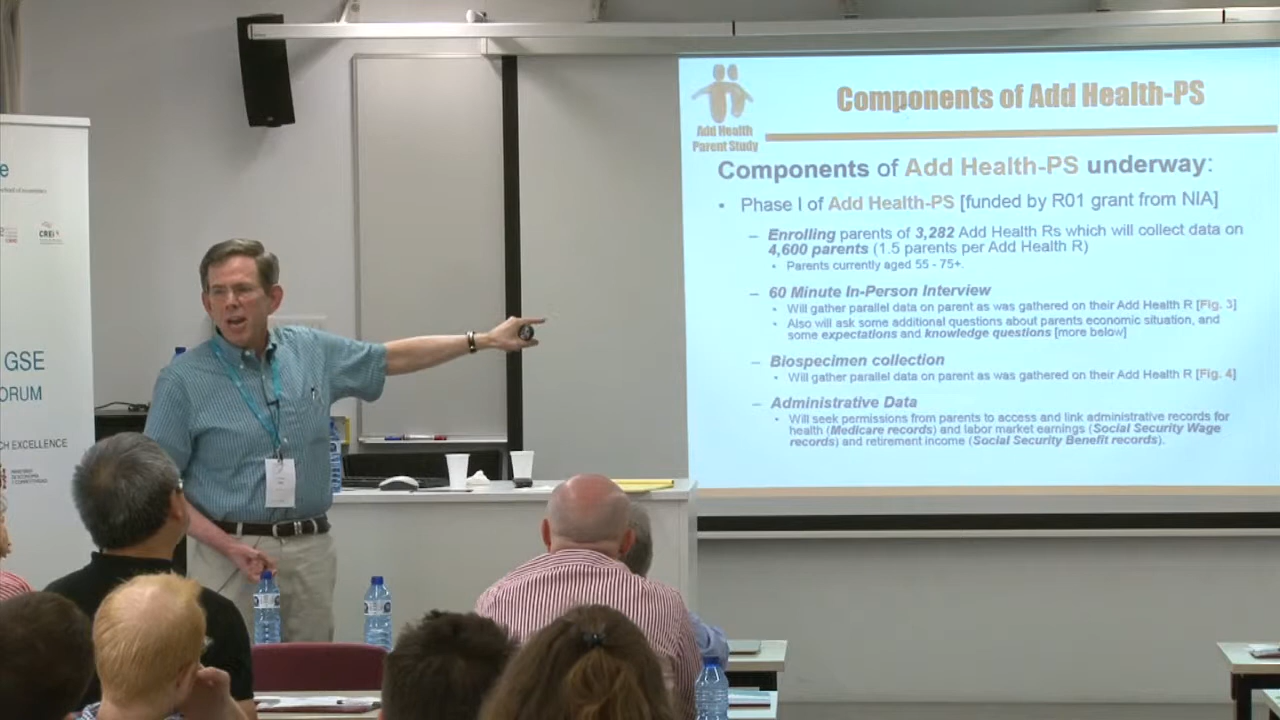 e
CREi
GSE
ORUM
CH EXCELLENCE
Add Health
Parent Study
Components of Add Health-PS
Components of Add Health-PS underway:
• Phase I of Add Health-PS [funded by R01 grant from NIA]
– Enrolling parents of 3,282 Add Health Rs which will collect data on
4,600 parents (1.5 parents per Add Health R)
• Parents currently aged 55 - 75+.
– 60 Minute In-Person Interview
• Will gather parallel data on parent as was gathered on their Add Health R [Fig. 3]
• Also will ask some additional questions about parents economic situation, and
some expectations and knowledge questions [more below]
– Biospecimen collection
• Will gather parallel data on parent as was gathered on their Add Health R [Fig. 4]
– Administrative Data
• Will seek permissions from parents to access and link administrative records for
health (Medicare records) and labor market earnings (Social Security Wage
records) and retirement income (Social Security Benefit records).